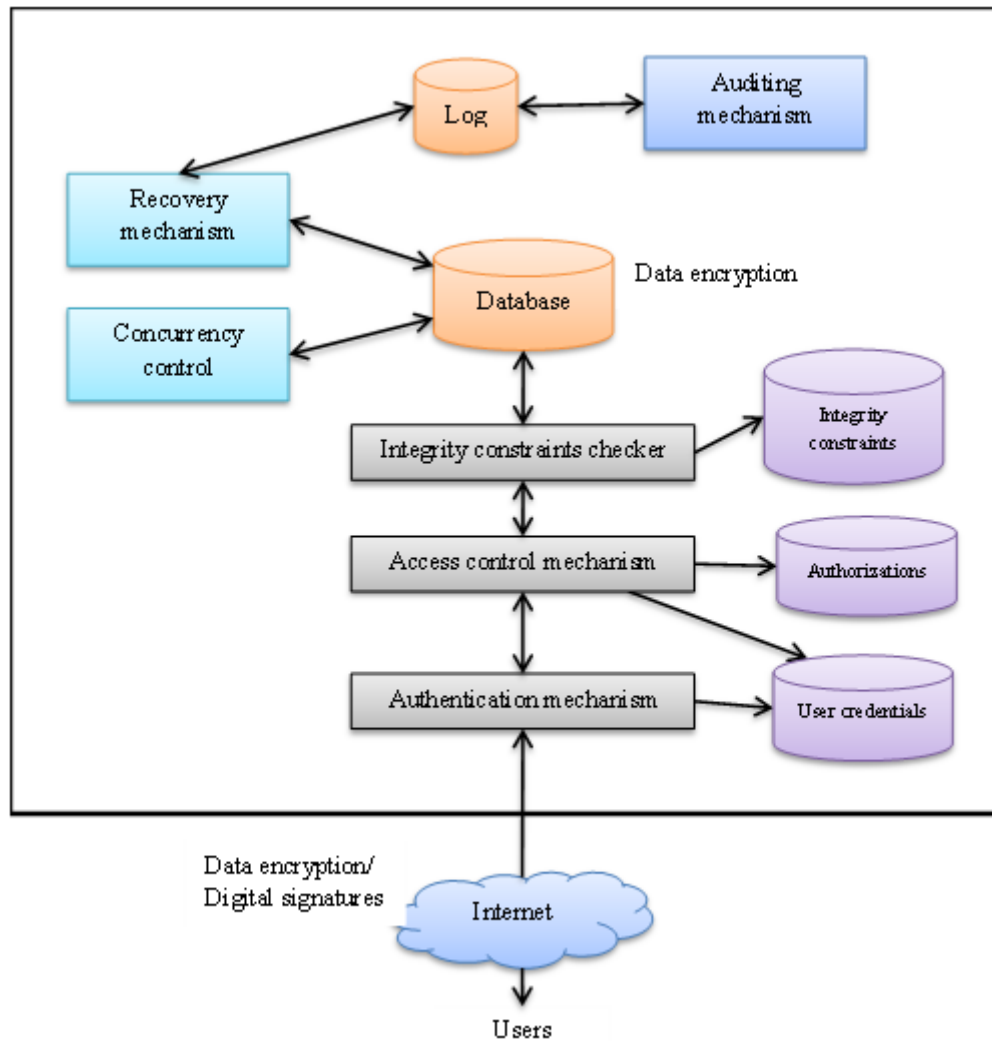 Log
Auditing
mechanism
Recovery
mechanism
Database
Data encryption
Concurrency
control
Integrity constraints checker
Integrity
constraints
Access control mechanism
Authorizations
Authentication mechanism
User credentials
Data encryption/
Digital signatures
Internet
Users